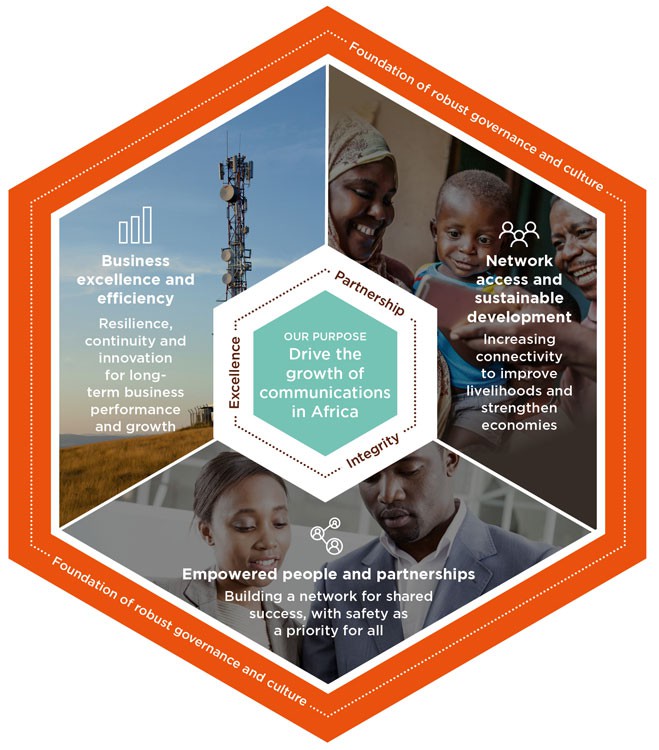 Foundation of robust governance and culture
Business
excellence and
efficiency
Resilience,
continuity and
innovation
for long-
term business
performance
and growth
Network
access and
sustainable
development
Increasing
connectivity
to improve
livelihoods and
strengthen
economies
Partnership
Excellence
Integrity
OUR PURPOSE
Drive the
growth of
communications
in Africa
Empowered people and partnerships
Building a network for shared
success, with safety as
a priority for all
Foundation of robust governance and culture